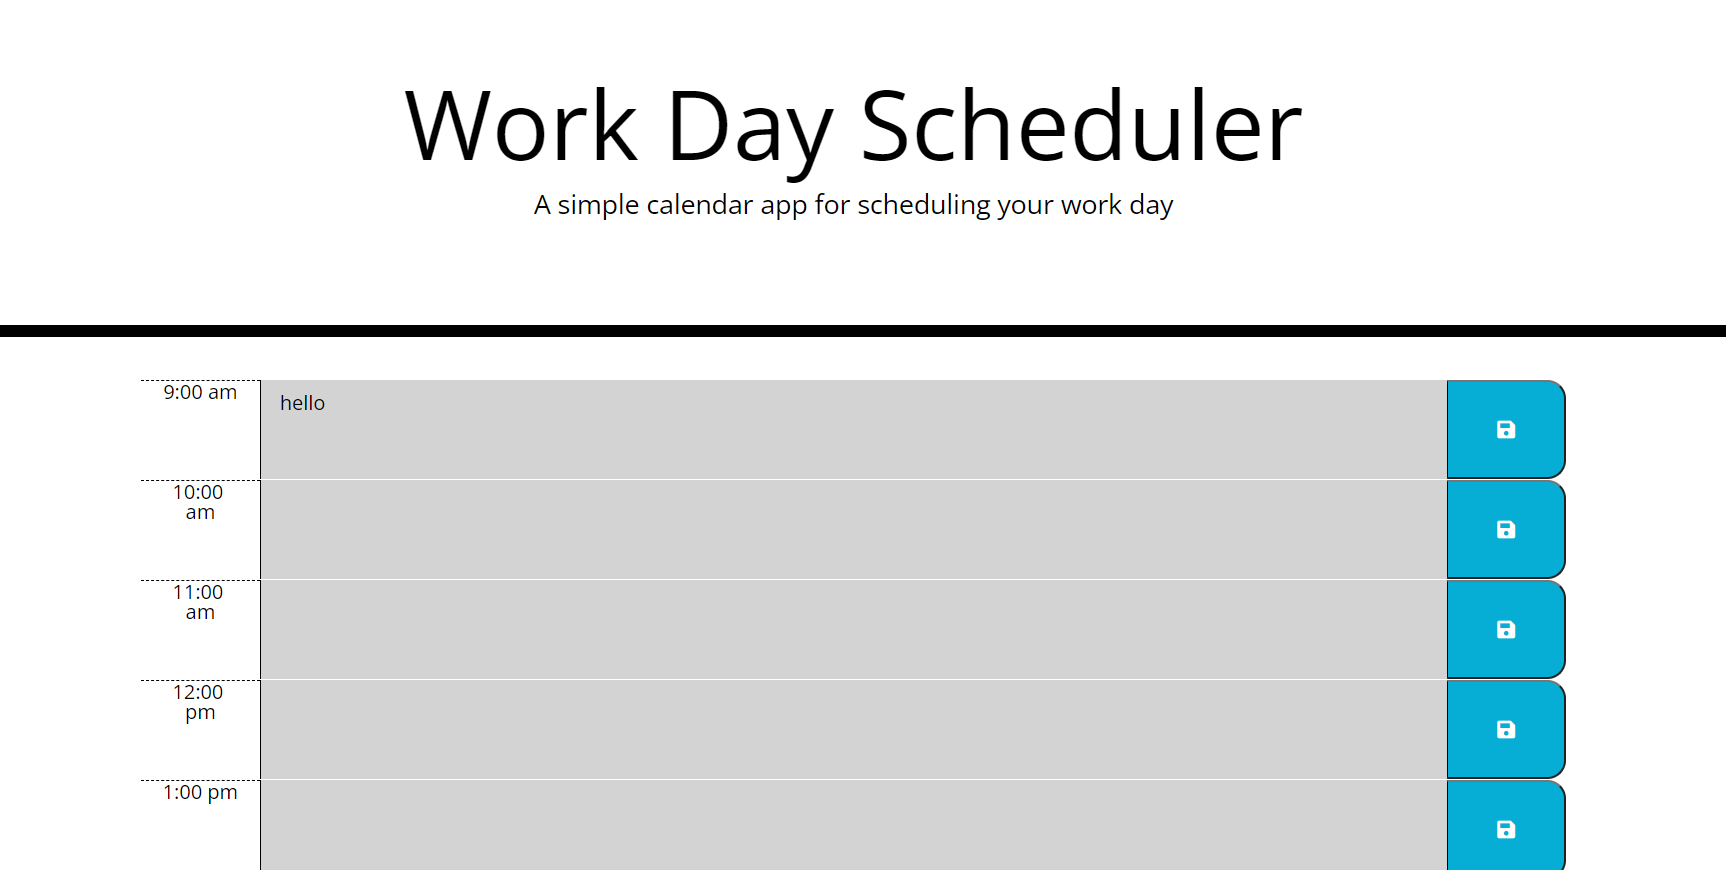 Work Day Scheduler
A simple calendar app for scheduling your work day
9:00 am
hello
10:00
am
11:00
am
12:00
pm
1:00 pm